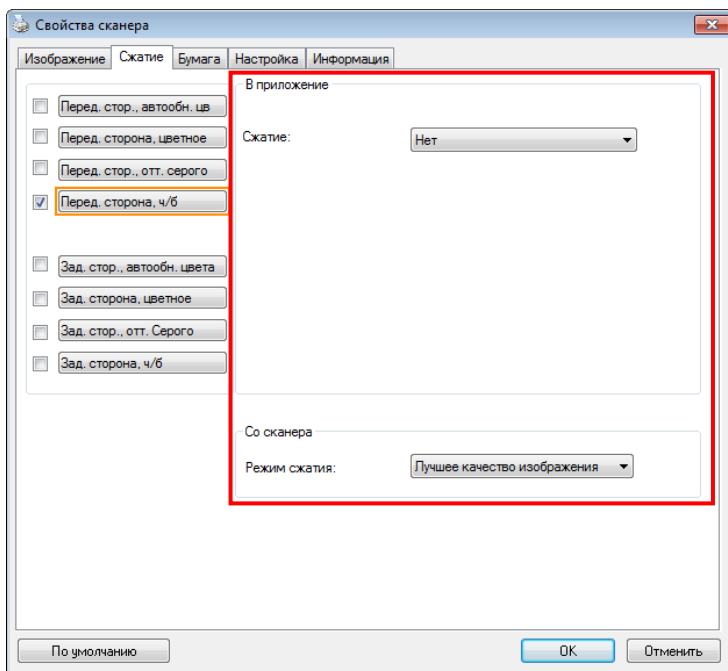 Свойства сканера
Изображение Сжатие Бумага Настройка Информация
Перед. стор., автообн. цв
Перед. сторона, цветное
Перед. стор., отт. серого
Перед. сторона, ч/б
Зад. стор., автообн. цвета
Зад. сторона, цветное
Зад. стор., отт. Серого
Зад. сторона, ч/б
В приложение
Сжатие: Нет
Со сканера
Режим сжатия: Лучшее качество изображения
По умолчанию OK Отменить